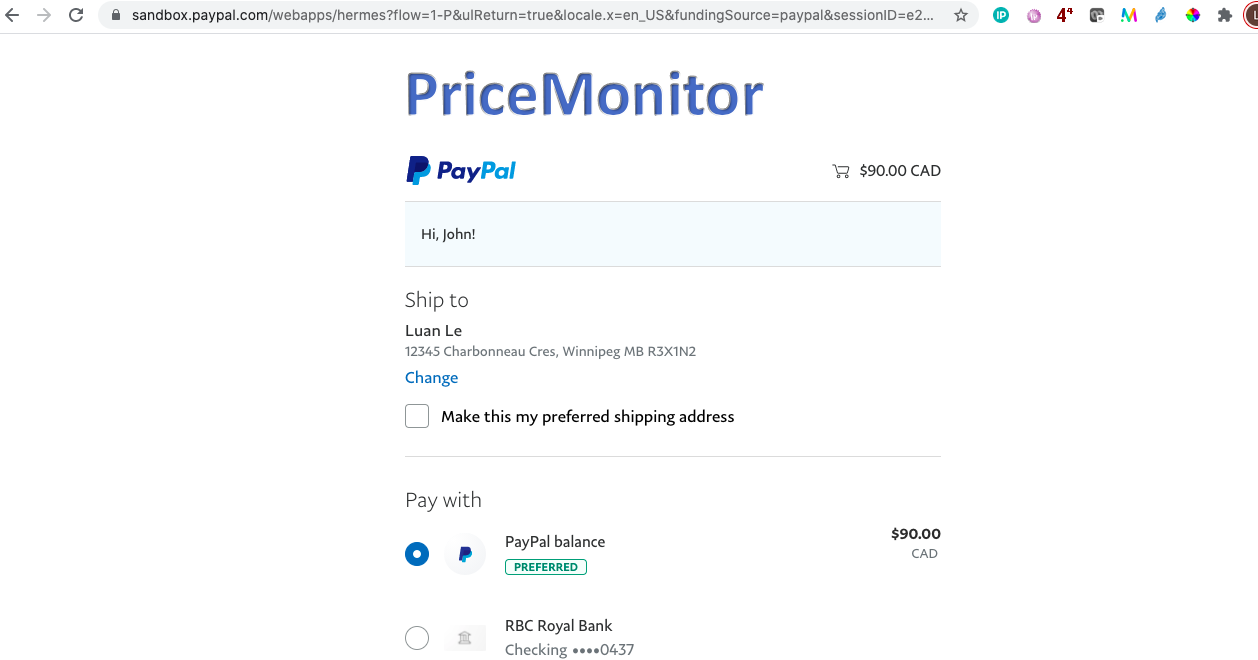 sandbox.paypal.com/webapps/hermes?flow=1-P&ulReturn=true&locale.x=en_US&fundingSource=paypal&sessionID=e2...
IP
4⁴
M
L
PriceMonitor
PayPal
$90.00 CAD
Hi, John!
Ship to
Luan Le
12345 Charbonneau Cres, Winnipeg MB R3X1N2
Change
Make this my preferred shipping address
Pay with
PayPal balance
$90.00
PREFERRED
CAD
RBC Royal Bank
Checking ••••0437